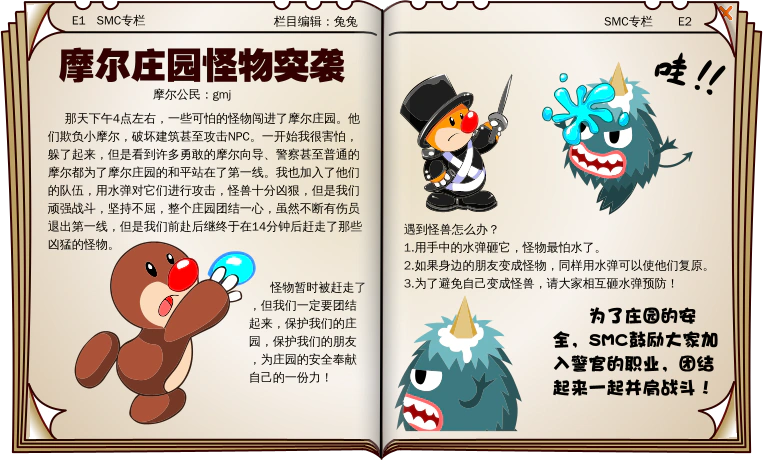 E1 SMC专栏
栏目编辑：兔兔
摩尔庄园怪物突袭
摩尔公民：gmj
那天下午4点左右，一些可怕的怪物闯进了摩尔庄园。他
们欺负小摩尔，破坏建筑甚至攻击NPC。一开始我很害怕，
躲了起来，但是看到许多勇敢的摩尔向导、警察甚至普通的
摩尔都为了摩尔庄园的和平站在了第一线。我也加入了他们
的队伍，用水弹对它们进行攻击，怪兽十分凶狠，但是我们
顽强战斗，坚持不屈，整个庄园团结一心，虽然不断有伤员
退出第一线，但是我们前赴后继终于在14分钟后赶走了那些
凶猛的怪物。
怪物暂时被赶走了
，但我们一定要团结
起来，保护我们的庄
园，保护我们的朋友
，为庄园的安全奉献
自己的一份力！
SMC专栏 E2
哇！！
遇到怪兽怎么办？
1.用手中的水弹砸它，怪物最怕水了。
2.如果身边的朋友变成怪物，同样用水弹可以使他们复原。
3.为了避免自己变成怪兽，请大家相互砸水弹预防！
为了庄园的安
全，SMC鼓励大家加
入警官的职业，团结
起来一起并肩战斗！